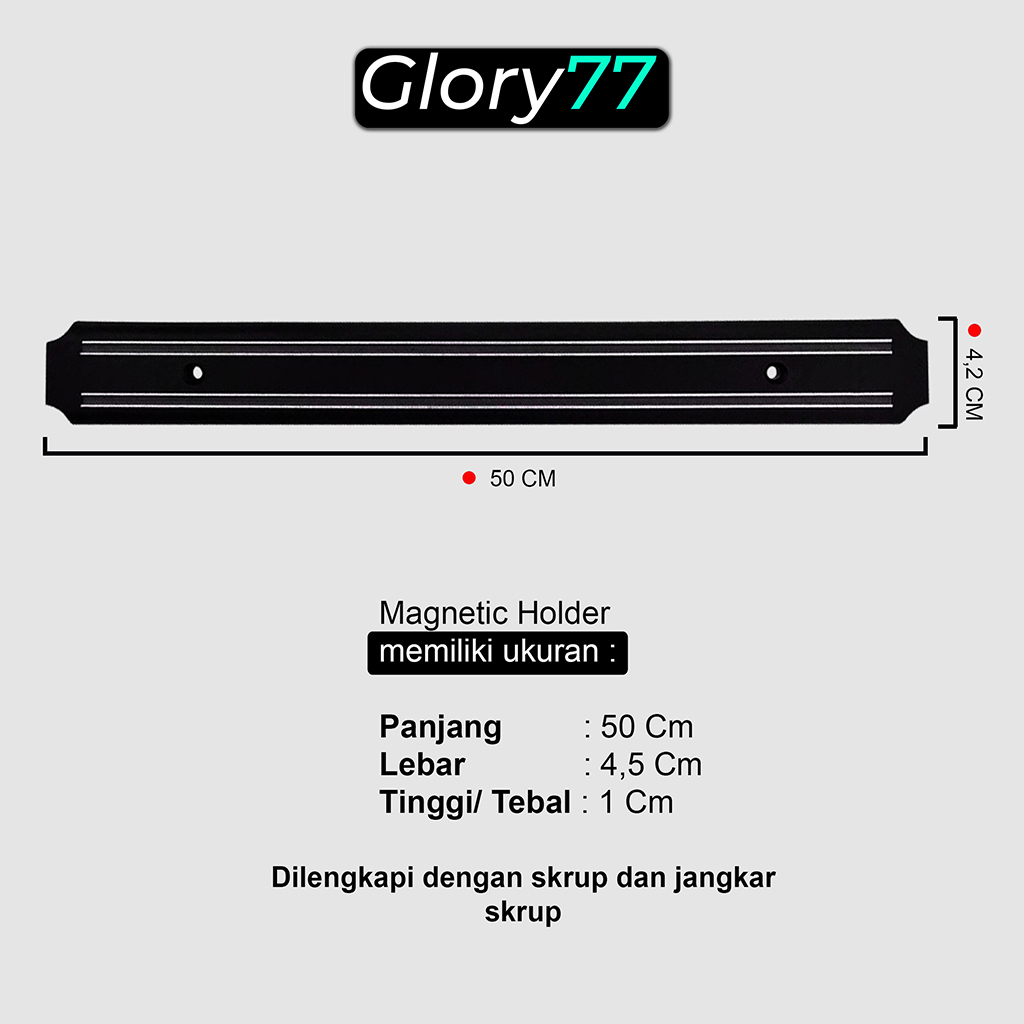 Glory77
4,2 CM
50 CM
Magnetic Holder
memiliki ukuran :
Panjang : 50 Cm
Lebar : 4,5 Cm
Tinggi/ Tebal : 1 Cm
Dilengkapi dengan skrup dan jangkar
skrup